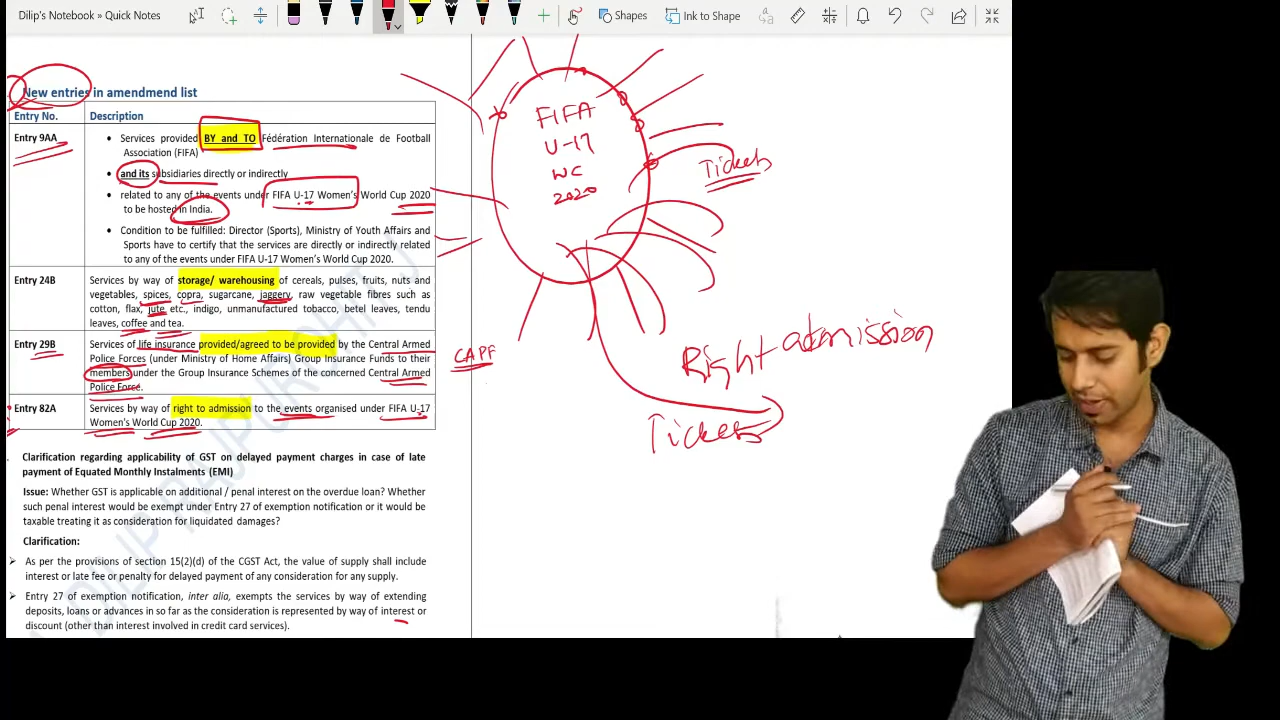 Dilip's Notebook » Quick Notes
Shapes
Ink to Shape
New entries in amendmend list
Entry No. Description
Entry 9AA
• Services provided BY and TO Fédération Internationale de Football
Association (FIFA)
• and its subsidiaries directly or indirectly
• related to any of the events under FIFA U-17 Women's World Cup 2020
to be hosted in India.
• Condition to be fulfilled: Director (Sports), Ministry of Youth Affairs and
Sports have to certify that the services are directly or indirectly related
to any of the events under FIFA U-17 Women's World Cup 2020.
Entry 24B
Services by way of storage/ warehousing of cereals, pulses, fruits, nuts and
vegetables, spices, copra, sugarcane, jaggery, raw vegetable fibres such as
cotton, flax, jute etc., indigo, unmanufactured tobacco, betel leaves, tendu
leaves, coffee and tea.
Entry 29B
Services of life insurance provided/agreed to be provided by the Central Armed
Police Forces (under Ministry of Home Affairs) Group Insurance Funds to their
members under the Group Insurance Schemes of the concerned Central Armed
Police Force.
Entry 82A
Services by way of right to admission to the events organised under FIFA U-17
Women's World Cup 2020.
Clarification regarding applicability of GST on delayed payment charges in case of late
payment of Equated Monthly Instalments (EMI)
Issue: Whether GST is applicable on additional / penal interest on the overdue loan? Whether
such penal interest would be exempt under Entry 27 of exemption notification or it would be
taxable treating it as consideration for liquidated damages?
Clarification:
➢ As per the provisions of section 15(2)(d) of the CGST Act, the value of supply shall include
interest or late fee or penalty for delayed payment of any consideration for any supply.
➢ Entry 27 of exemption notification, inter alia, exempts the services by way of extending
deposits, loans or advances in so far as the consideration is represented by way of interest or
discount (other than interest involved in credit card services).
FIFA
U-17
WC
2020
Tickets
CAPF
Right admission
Tickets